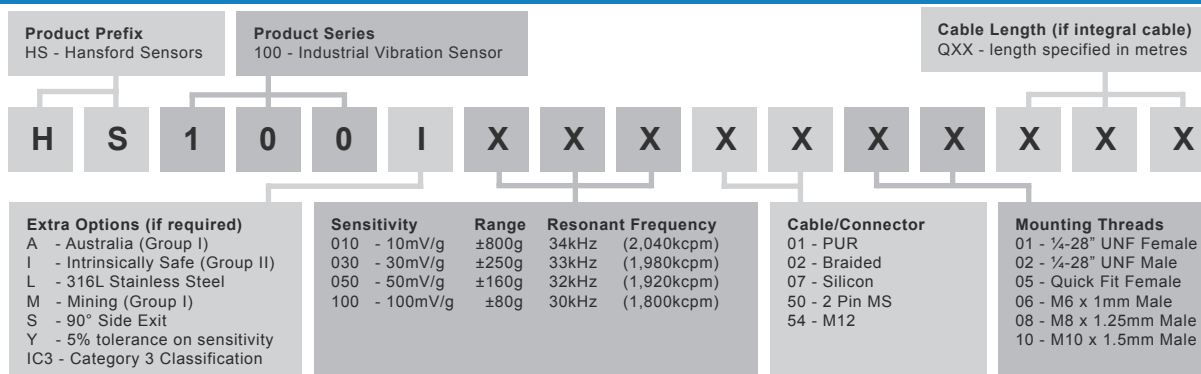 Product Prefix
HS - Hansford Sensors
Product Series
100 - Industrial Vibration Sensor
Cable Length (if integral cable)
QXX - length specified in metres
H S 1 0 0 I X X X X X X X X X X
Extra Options (if required)
A - Australia (Group I)
I - Intrinsically Safe (Group II)
L - 316L Stainless Steel
M - Mining (Group I)
S - 90° Side Exit
Y - 5% tolerance on sensitivity
IC3 - Category 3 Classification
Sensitivity Range Resonant Frequency
010 - 10mV/g ±800g 34kHz (2,040kcpm)
030 - 30mV/g ±250g 33kHz (1,980kcpm)
050 - 50mV/g ±160g 32kHz (1,920kcpm)
100 - 100mV/g ±80g 30kHz (1,800kcpm)
Cable/Connector
01 - PUR
02 - Braided
07 - Silicon
50 - 2 Pin MS
54 - M12
Mounting Threads
01 - ¼-28” UNF Female
02 - ¼-28” UNF Male
05 - Quick Fit Female
06 - M6 x 1mm Male
08 - M8 x 1.25mm Male
10 - M10 x 1.5mm Male